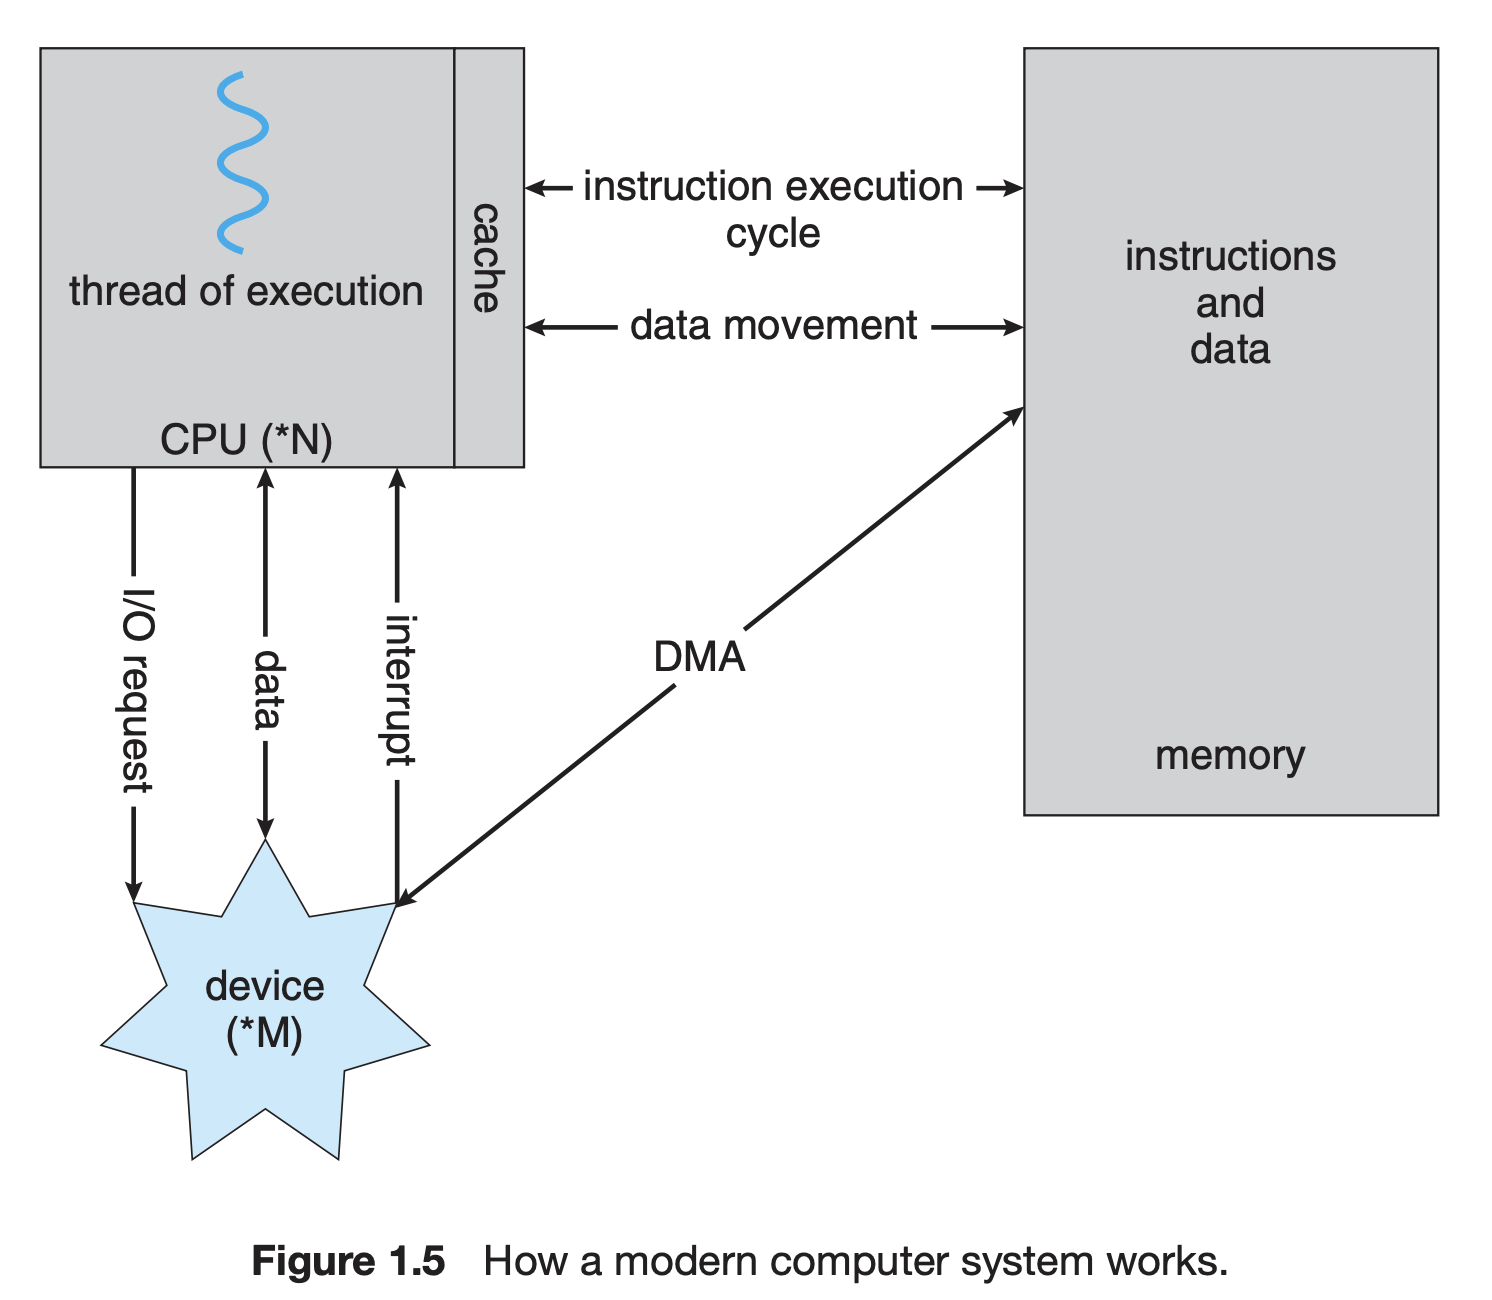 thread of execution
CPU (*N)
cache
instruction execution
cycle
data movement
instructions
and
data
memory
I/O request
data
interrupt
DMA
device
(*M)
Figure 1.5 How a modern computer system works.